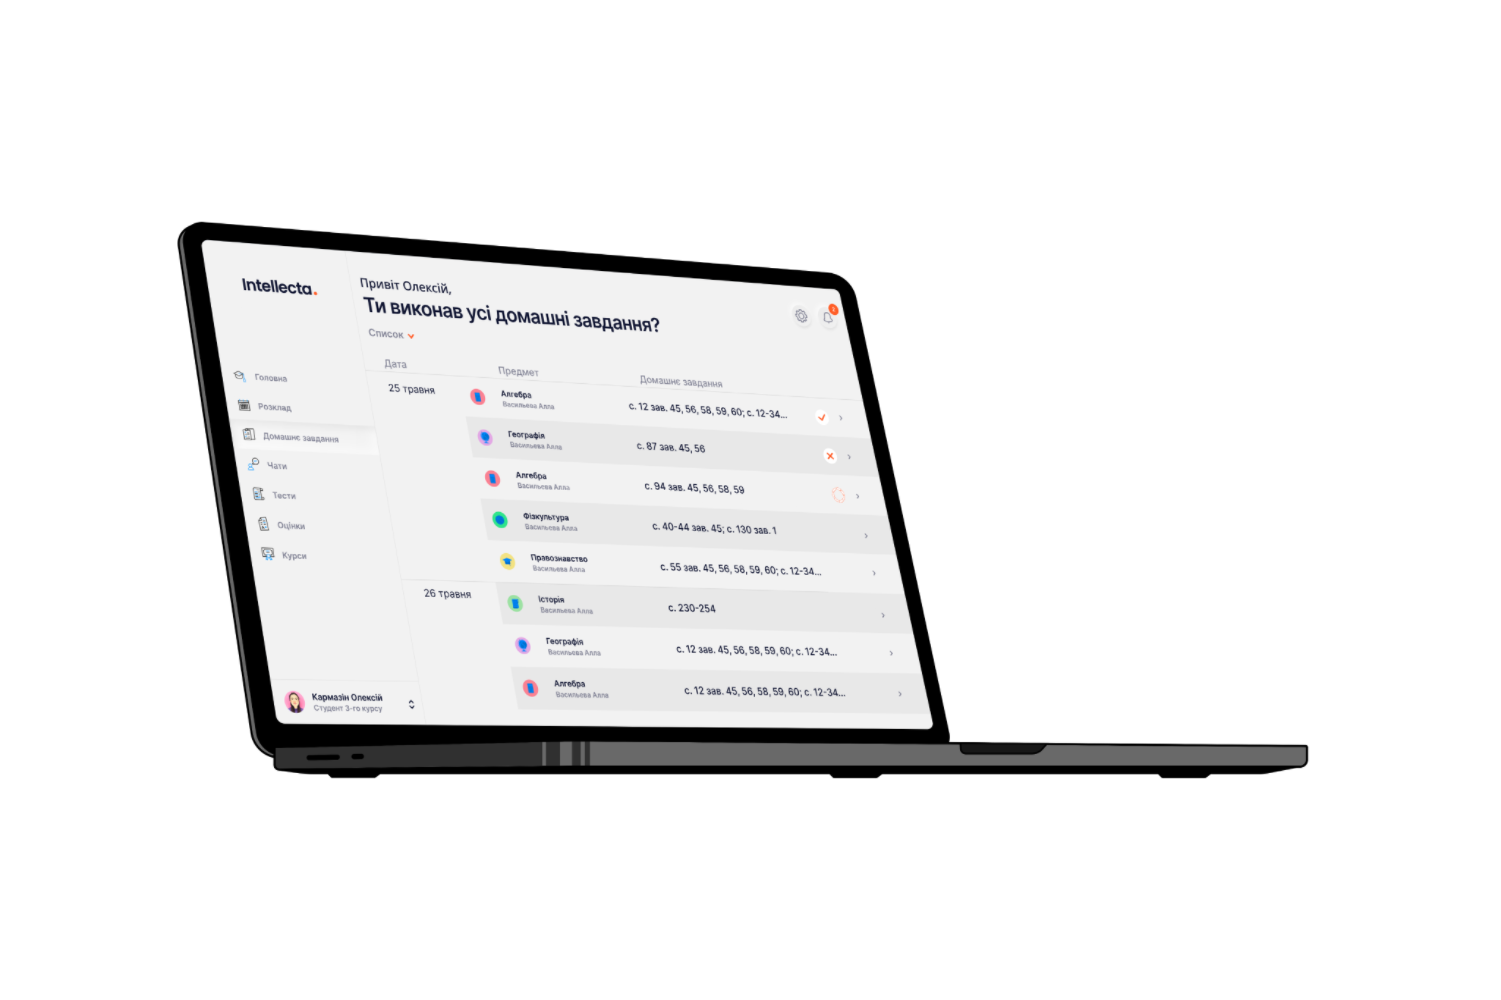 Intellecta.
Привіт Олексій,
Ти виконав усі домашні завдання?
Список
Головна
Розклад
Домашнє завдання
Чати
Тести
Оцінки
Курси
Кармазін Олексій
Студент 3-го курсу
Дата
Предмет
Домашнє завдання
25 травня
Алгебра
Васильєва Алла
с. 12 зав. 45, 56, 58, 59, 60; с. 12-34...
Географія
Васильєва Алла
с. 87 зав. 45, 56
Алгебра
Васильєва Алла
с. 94 зав. 45, 56, 58, 59
Фізкультура
Васильєва Алла
с. 40-44 зав. 45; с. 130 зав. 1
Правознавство
Васильєва Алла
с. 55 зав. 45, 56, 58, 59, 60; с. 12-34...
26 травня
Історія
Васильєва Алла
с. 230-254
Географія
Васильєва Алла
с. 12 зав. 45, 56, 58, 59, 60; с. 12-34...
Алгебра
Васильєва Алла
с. 12 зав. 45, 56, 58, 59, 60; с. 12-34...